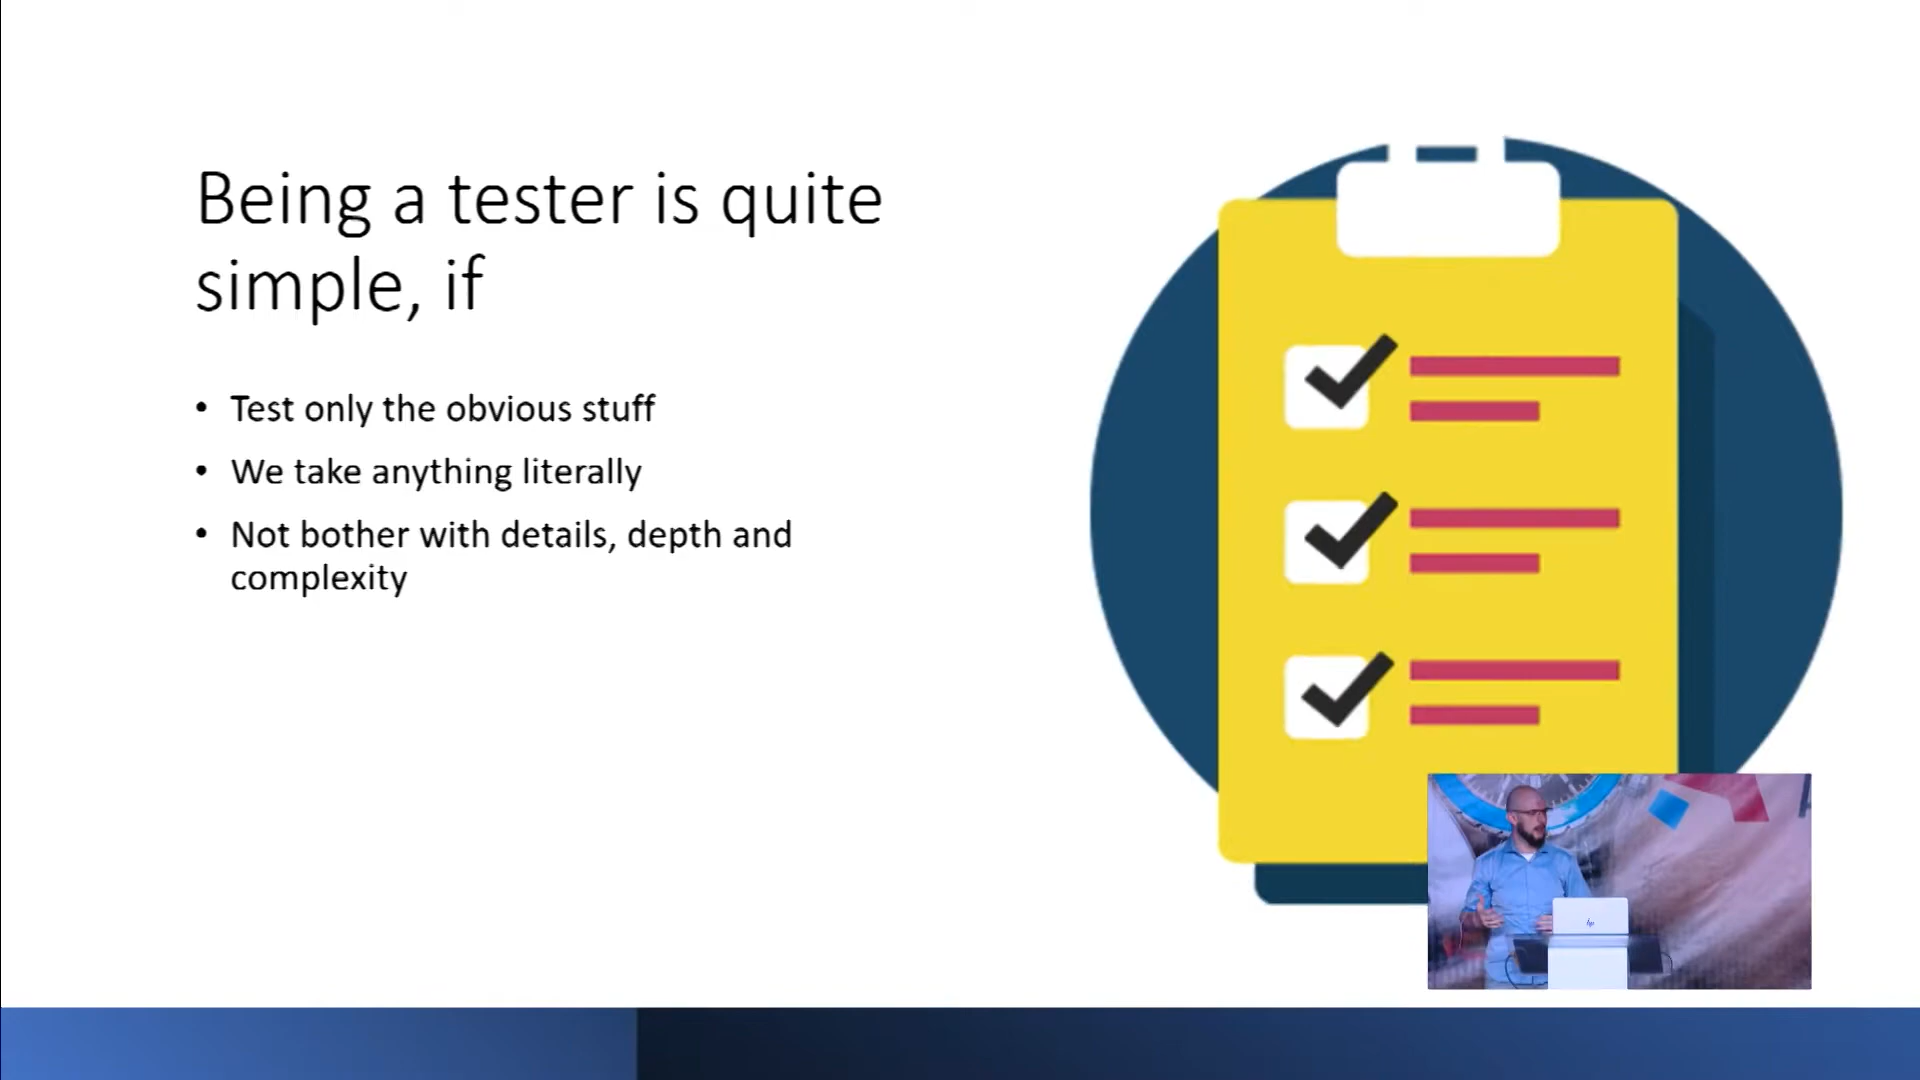 Being a tester is quite
simple, if
• Test only the obvious stuff
• We take anything literally
• Not bother with details, depth and
complexity
hp